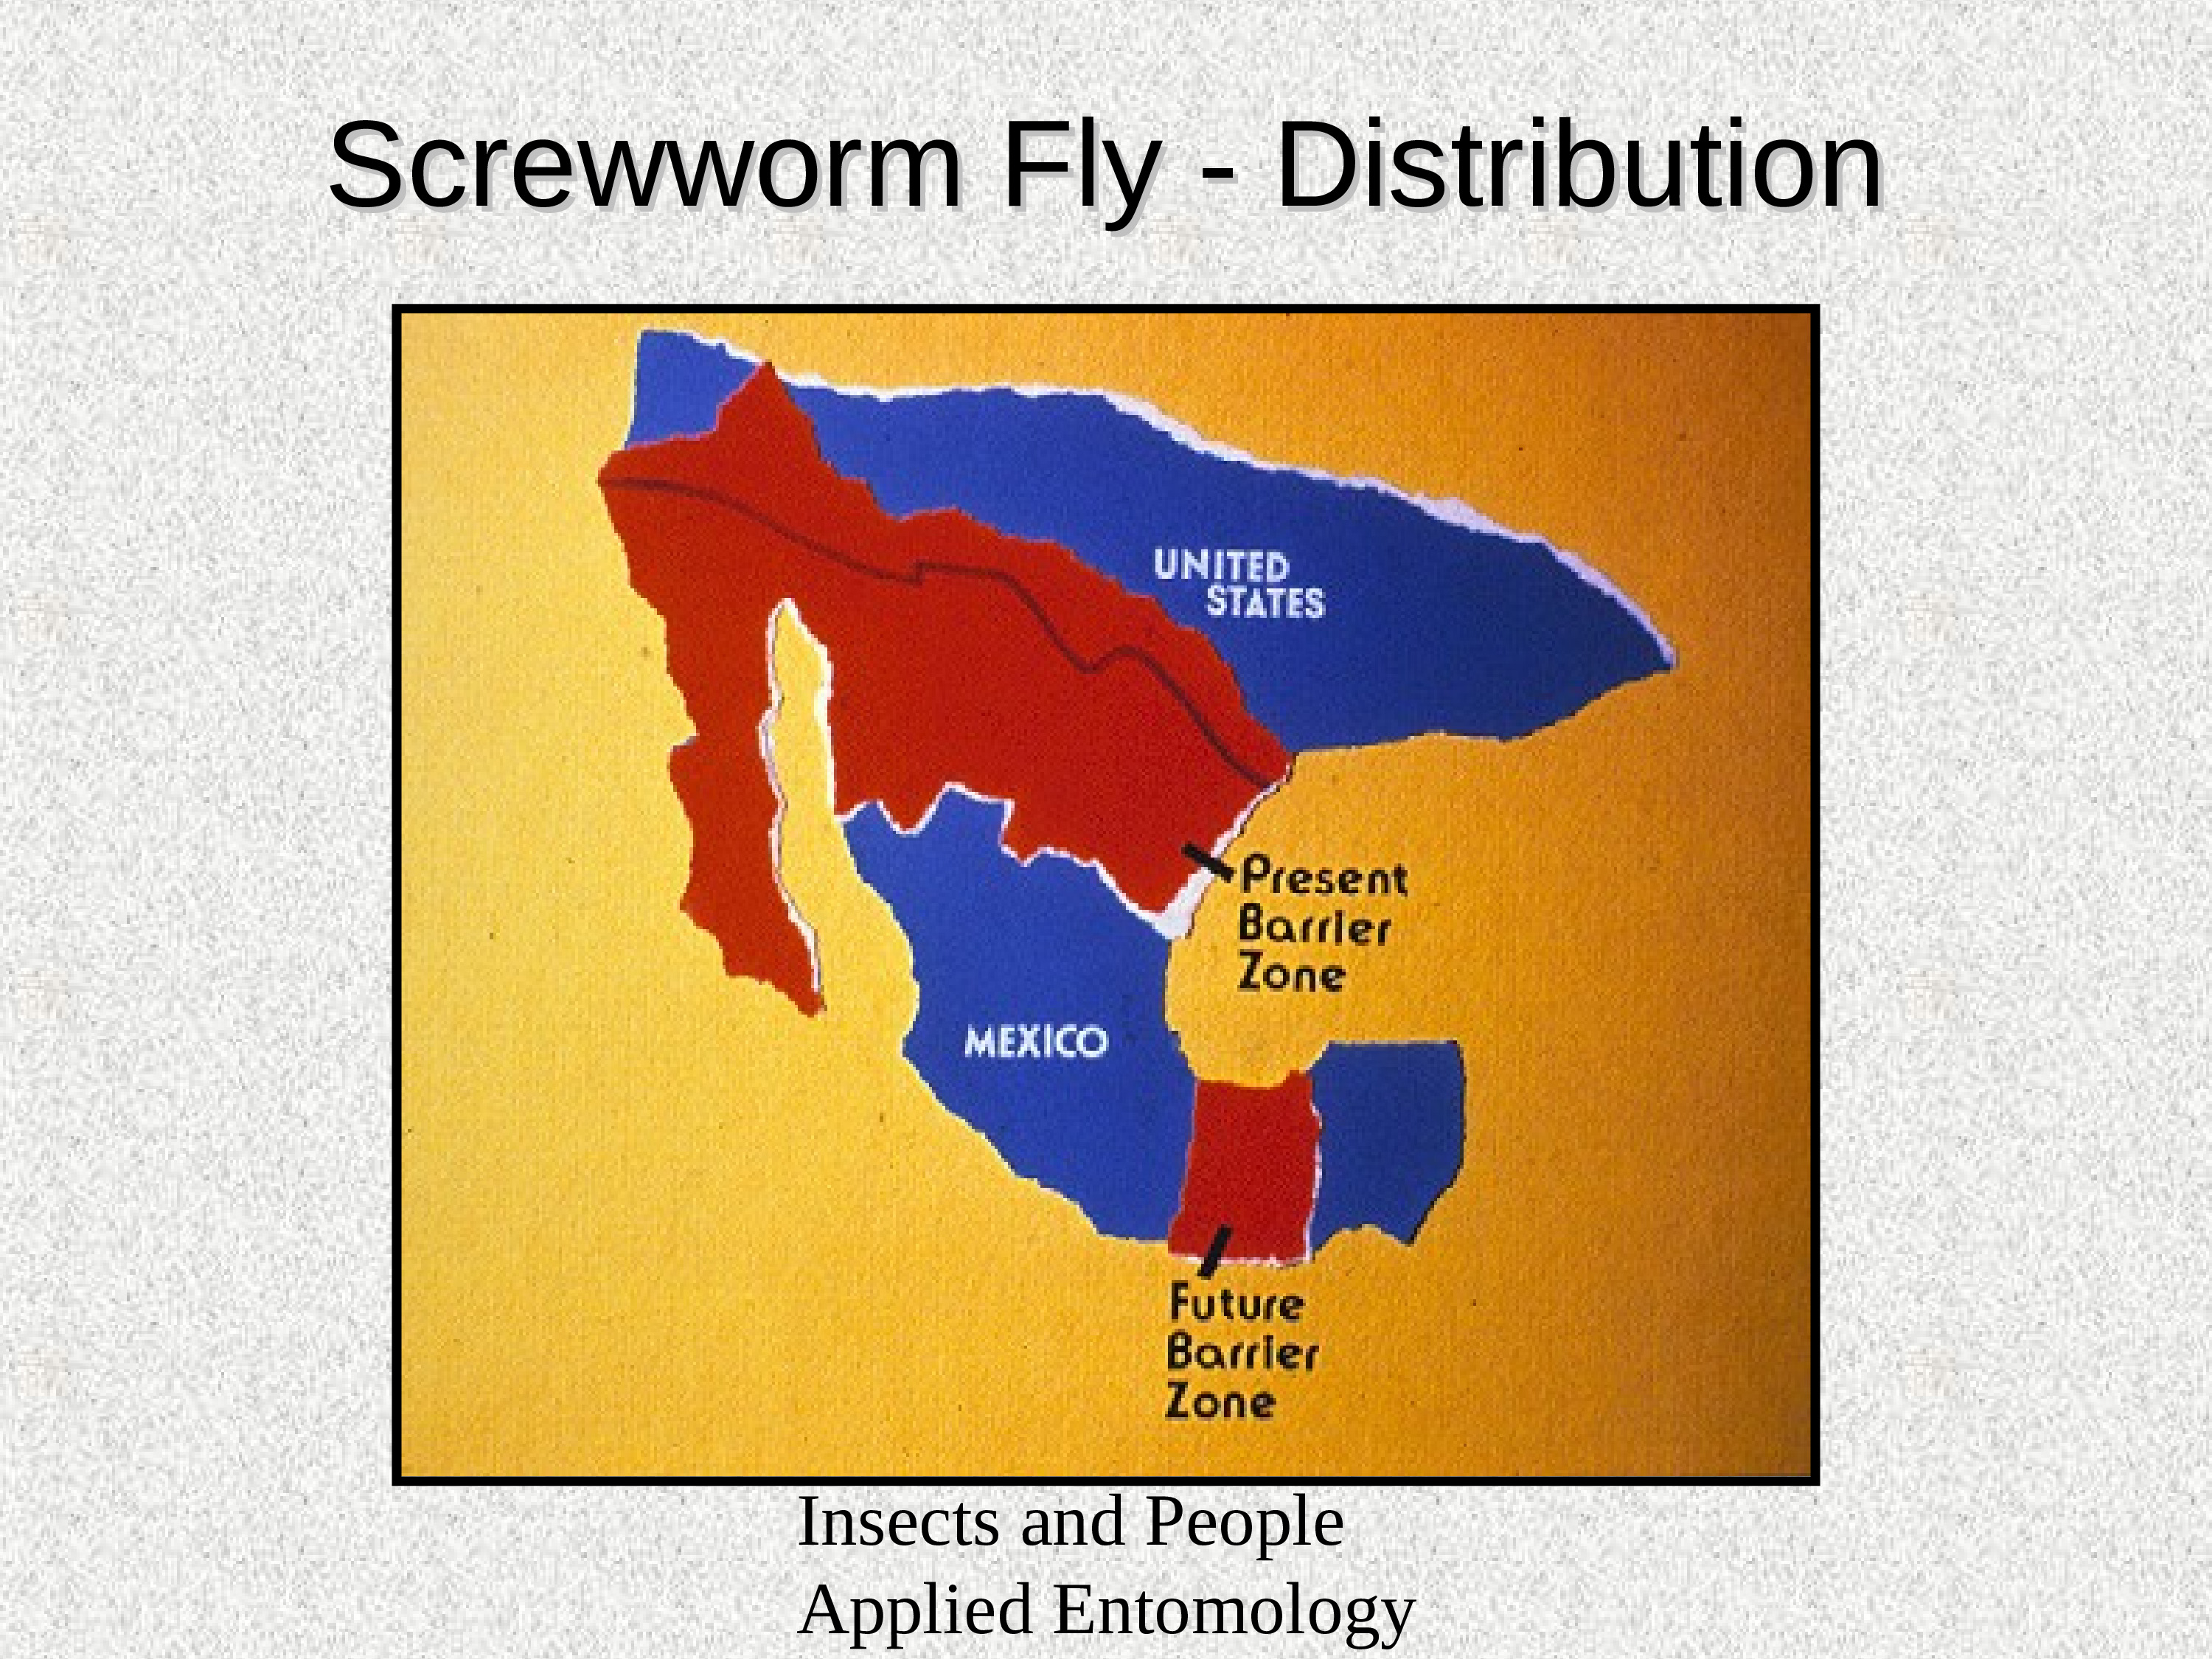 Screwworm Fly - Distribution
UNITED
STATES
Present
Barrier
Zone
MEXICO
Future
Barrier
Zone
Insects and People
Applied Entomology